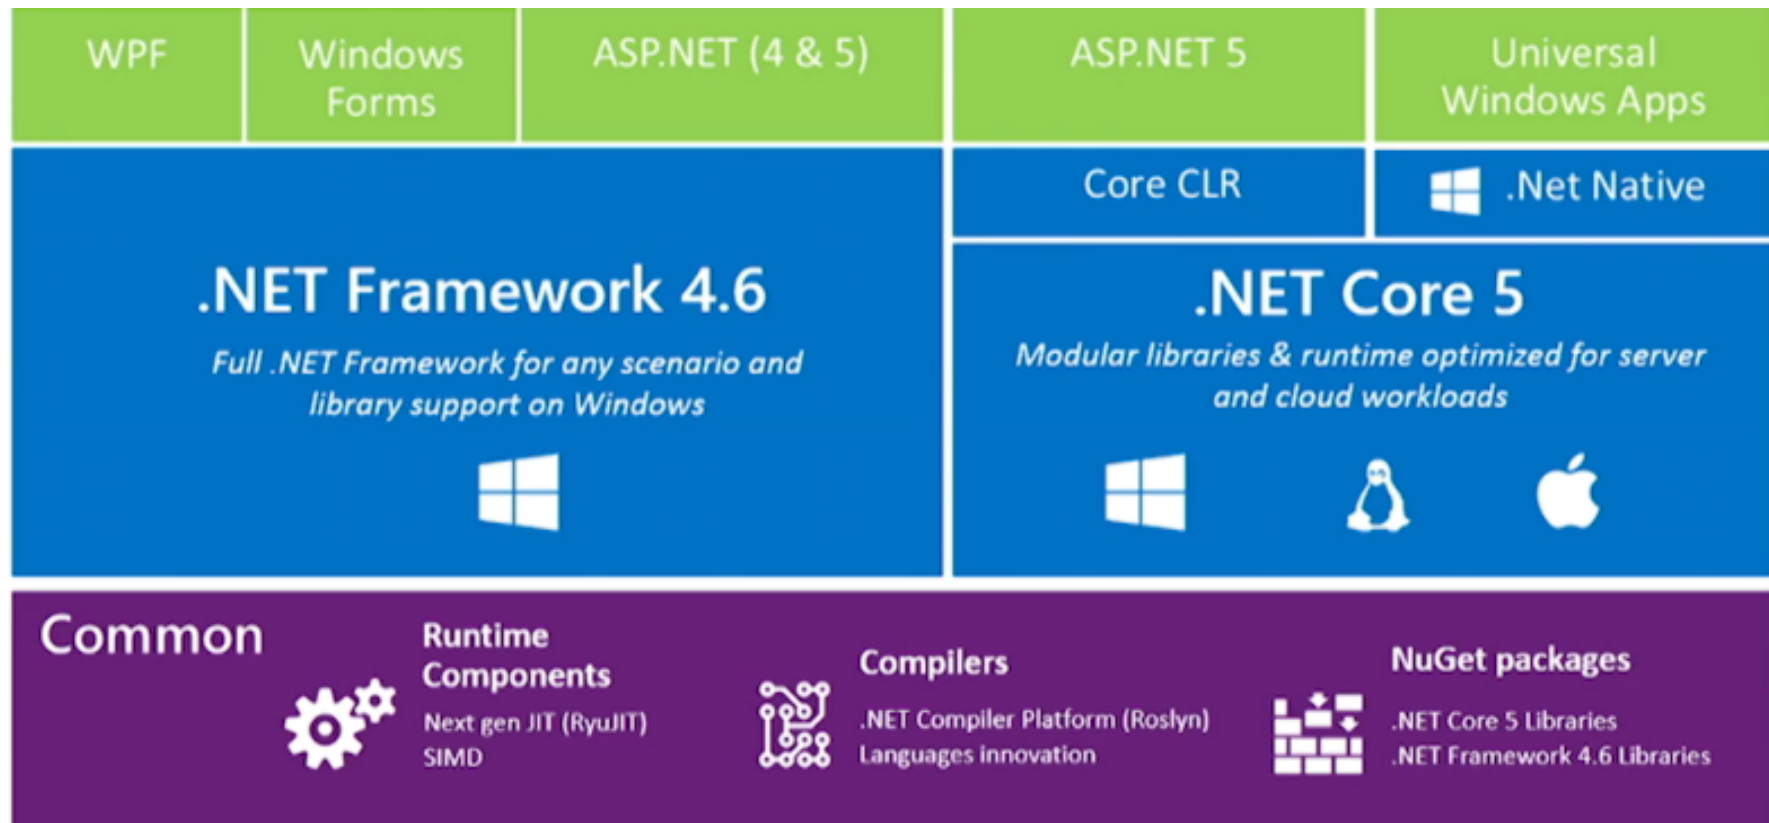 WPF
Windows
Forms
ASP.NET (4 & 5)
ASP.NET 5
Universal
Windows Apps
Core CLR
.Net Native
.NET Framework 4.6
Full .NET Framework for any scenario and
library support on Windows
.NET Core 5
Modular libraries & runtime optimized for server
and cloud workloads
Common
Runtime
Components
Next gen JIT (RyuJIT)
SIMD
Compilers
.NET Compiler Platform (Roslyn)
Languages innovation
NuGet packages
.NET Core 5 Libraries
.NET Framework 4.6 Libraries